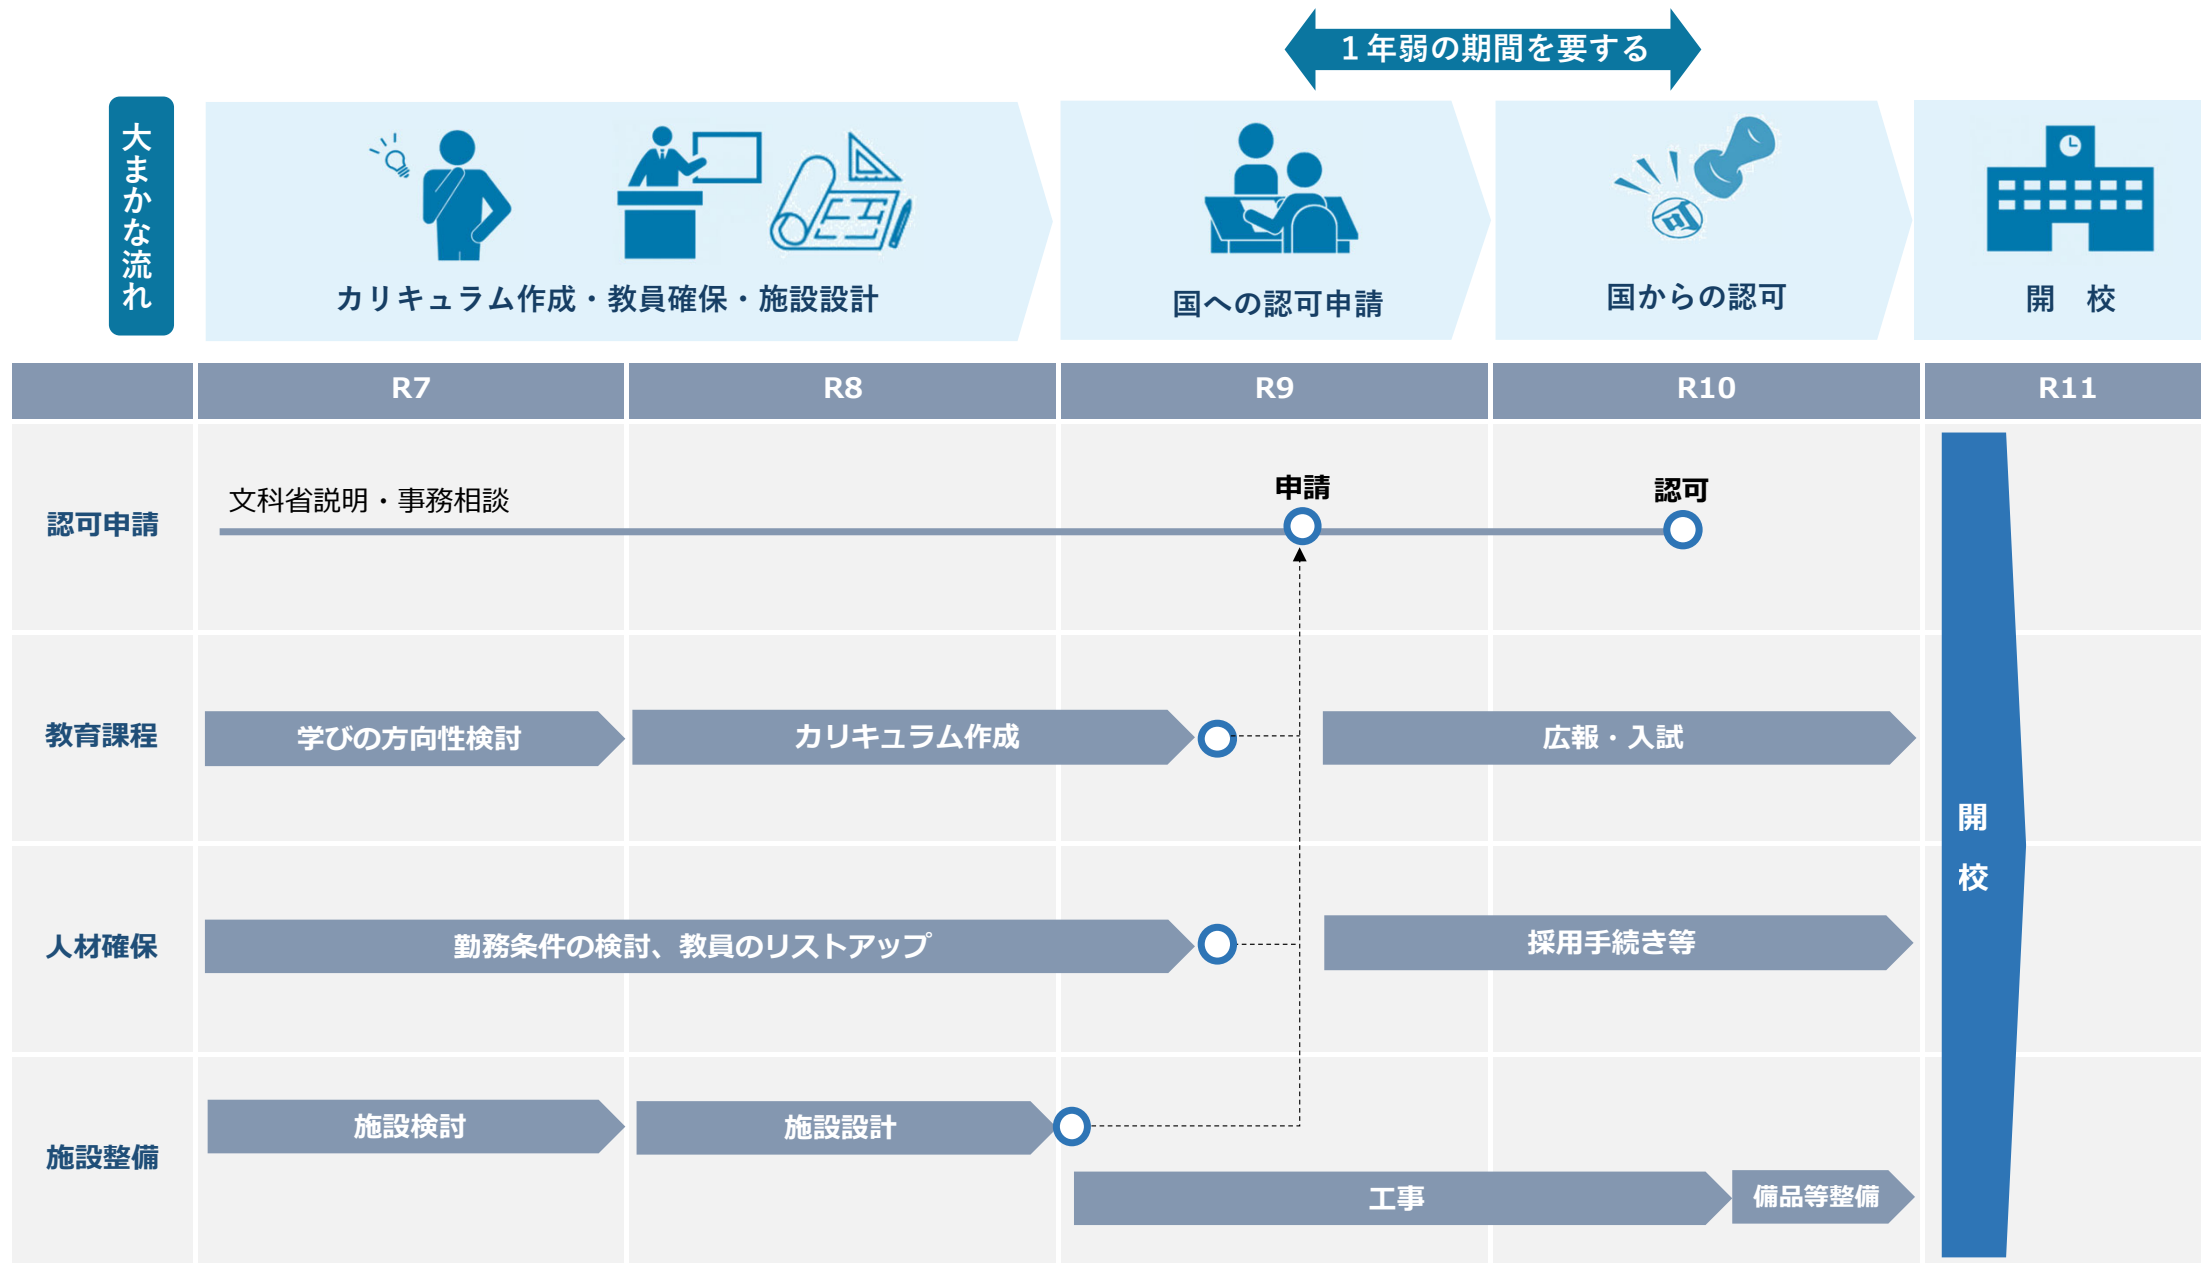 1年弱の期間を要する
大まかな流れ
カリキュラム作成・教員確保・施設設計
国への認可申請
可
国からの認可
開　校
R7
R8
R9
R10
R11
認可申請
文科省説明・事務相談
申請
認可
教育課程
学びの方向性検討
カリキュラム作成
広報・入試
人材確保
勤務条件の検討、教員のリストアップ
採用手続き等
施設整備
施設検討
施設設計
工事
備品等整備
開校